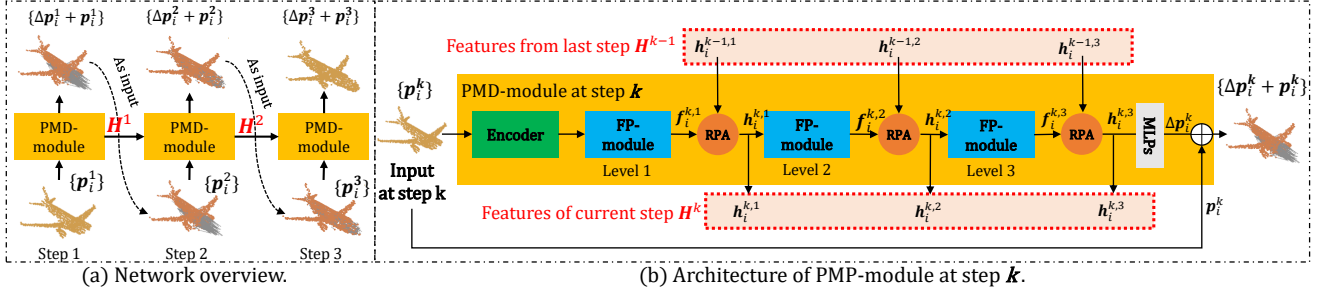 {Δp_i^1 + p_i^1} {Δp_i^2 + p_i^2} {Δp_i^3 + p_i^3}
As input
As input
PMD-module
H^1
PMD-module
H^2
PMD-module
{p_i^1}
{p_i^2}
{p_i^3}
Step 1 Step 2 Step 3
(a) Network overview.
Features from last step H^{k-1}
h_i^{k-1,1} h_i^{k-1,2} h_i^{k-1,3}
{p_i^k}
PMD-module at step k
{Δp_i^k + p_i^k}
Encoder
FP-module
f_i^{k,1}
RPA
h_i^{k,1}
FP-module
f_i^{k,2}
RPA
h_i^{k,2}
FP-module
f_i^{k,3}
RPA
h_i^{k,3}
MLPs
Δp_i^k
Level 1 Level 2 Level 3
Input
at step k
Features of current step H^k
h_i^{k,1} h_i^{k,2} h_i^{k,3}
p_i^k
(b) Architecture of PMP-module at step k.